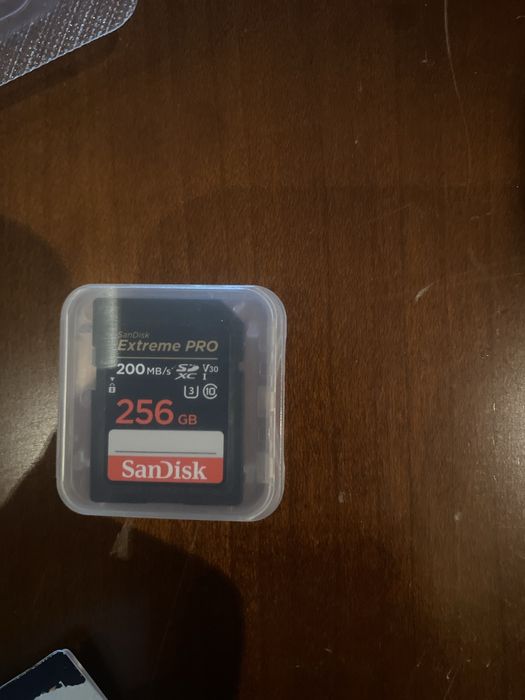 SanDisk
Extreme PRO
200 MB/s SD XC V30 I
3 10
256 GB
SanDisk